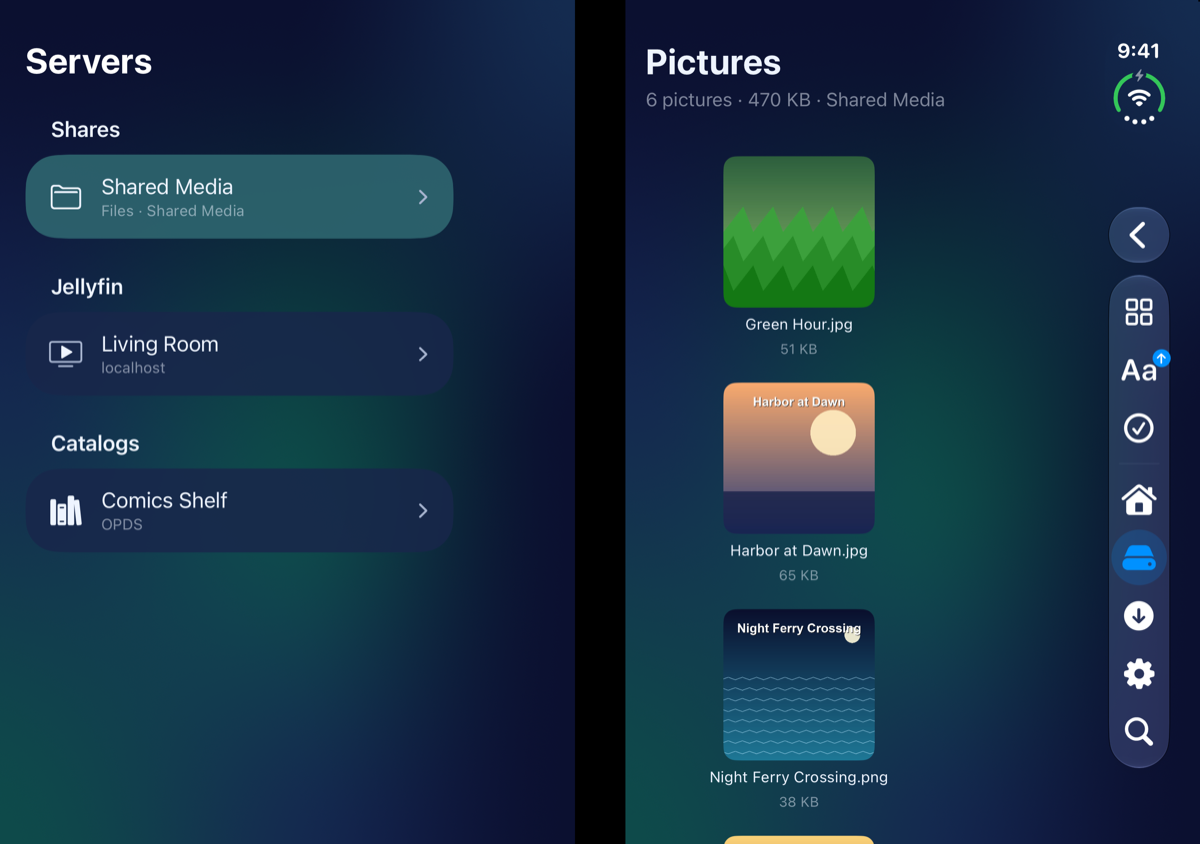 Servers
Shares
Shared Media
Files · Shared Media
Jellyfin
Living Room
localhost
Catalogs
Comics Shelf
OPDS
Pictures
6 pictures · 470 KB · Shared Media
Green Hour.jpg
51 KB
Harbor at Dawn
Harbor at Dawn.jpg
65 KB
Night Ferry Crossing
Night Ferry Crossing.png
38 KB
9:41
Aa